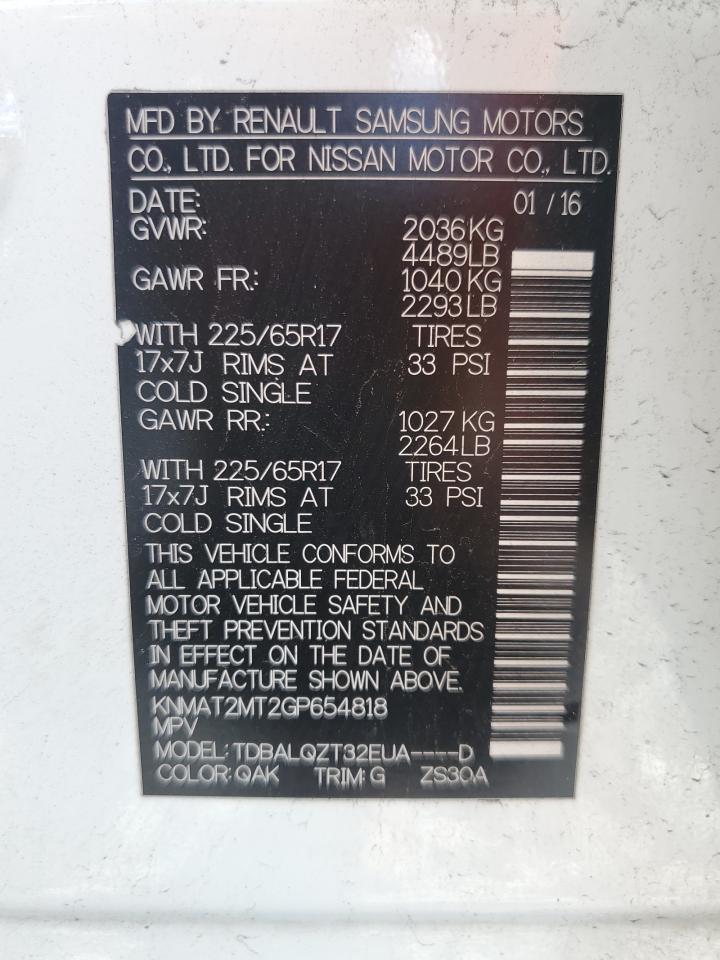 MFD BY RENAULT SAMSUNG MOTORS
CO., LTD. FOR NISSAN MOTOR CO., LTD.
DATE: 01 / 16
GVWR: 2036 KG
4489 LB
GAWR FR.: 1040 KG
2293 LB
WITH 225/65R17 TIRES
17x7J RIMS AT 33 PSI
COLD SINGLE
GAWR RR.: 1027 KG
2264 LB
WITH 225/65R17 TIRES
17x7J RIMS AT 33 PSI
COLD SINGLE
THIS VEHICLE CONFORMS TO
ALL APPLICABLE FEDERAL
MOTOR VEHICLE SAFETY AND
THEFT PREVENTION STANDARDS
IN EFFECT ON THE DATE OF
MANUFACTURE SHOWN ABOVE.
KNMAT2MT2GP654818
MPV
MODEL: TDBALQZT32EUA----D
COLOR: QAK TRIM: G ZS30A